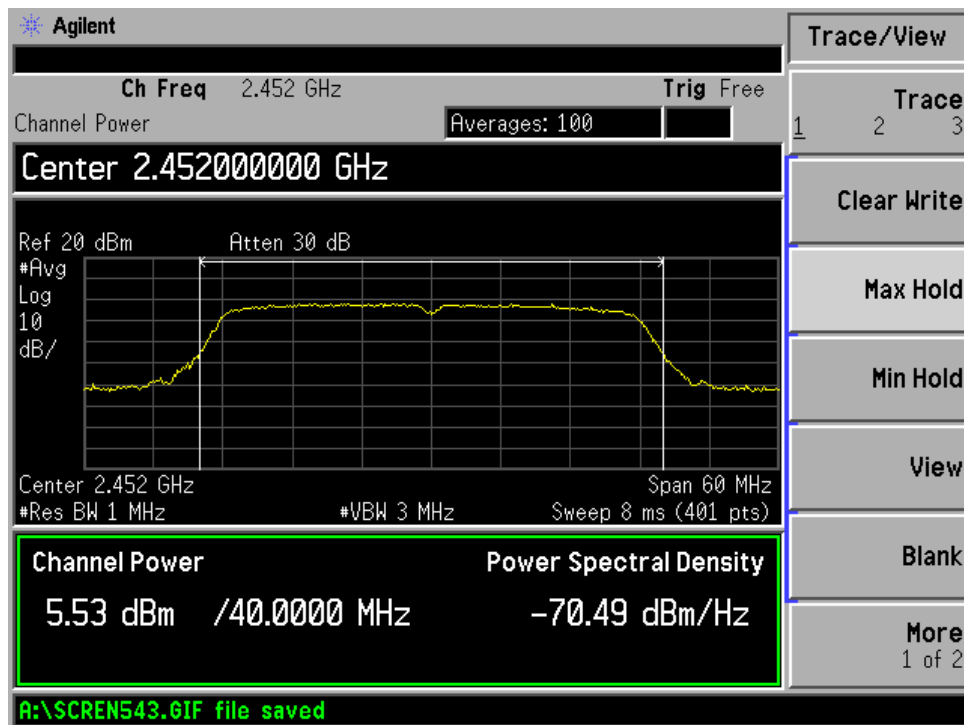 Agilent
Ch Freq 2.452 GHz Trig Free
Channel Power Averages: 100
Center 2.452000000 GHz
Ref 20 dBm Atten 30 dB
#Avg
Log
10
dB/
Center 2.452 GHz Span 60 MHz
#Res BW 1 MHz #VBW 3 MHz Sweep 8 ms (401 pts)
Channel Power Power Spectral Density
5.53 dBm /40.0000 MHz -70.49 dBm/Hz
A:\SCREN543.GIF file saved
Trace/View
Trace
1 2 3
Clear Write
Max Hold
Min Hold
View
Blank
More
1 of 2